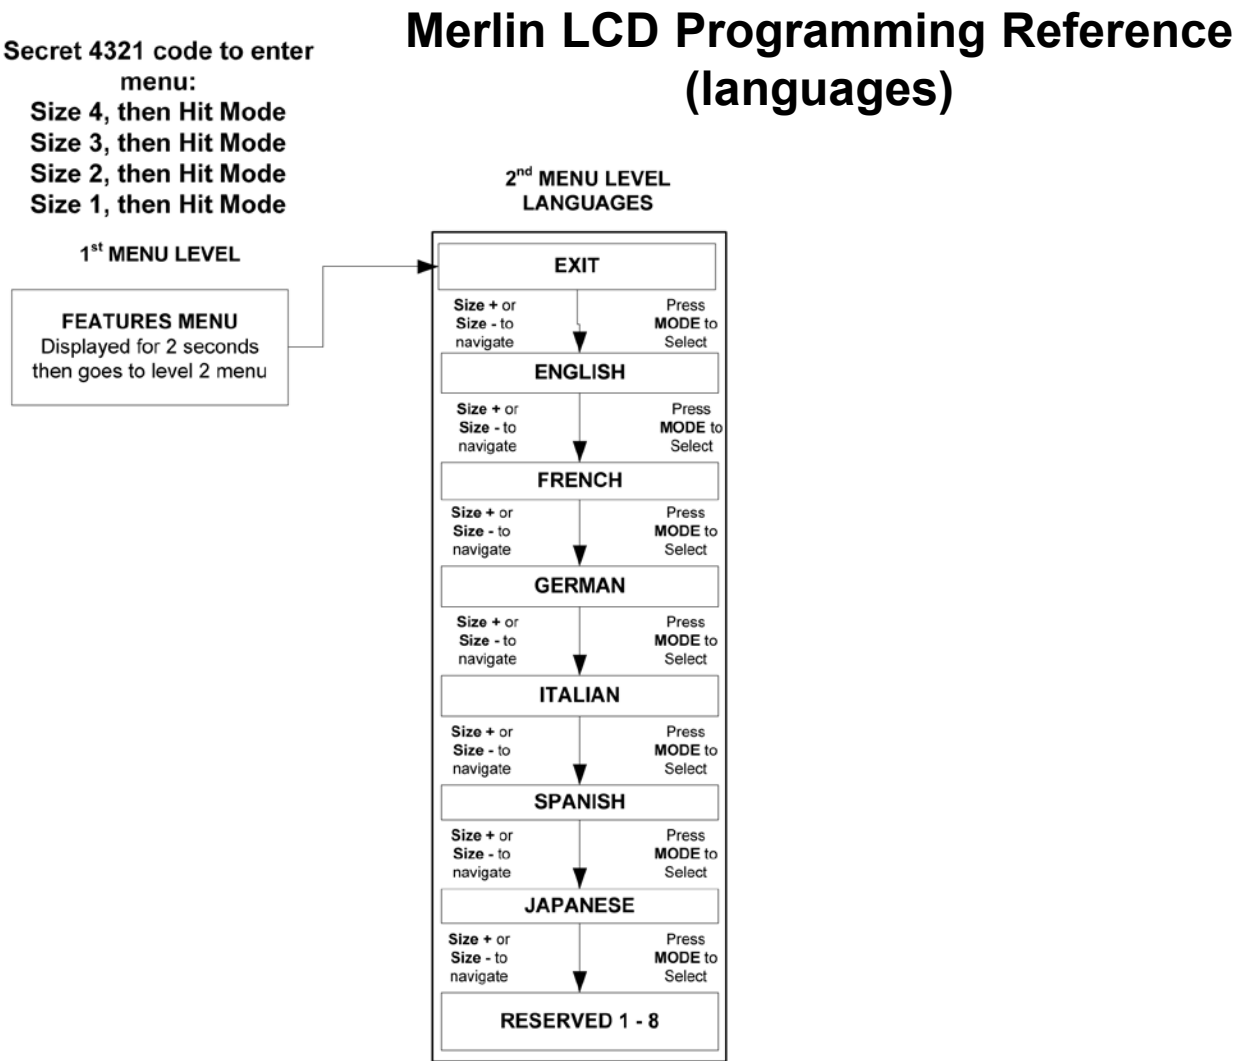 Merlin LCD Programming Reference
(languages)
Secret 4321 code to enter
menu:
Size 4, then Hit Mode
Size 3, then Hit Mode
Size 2, then Hit Mode
Size 1, then Hit Mode
1st MENU LEVEL
FEATURES MENU
Displayed for 2 seconds
then goes to level 2 menu
2nd MENU LEVEL
LANGUAGES
EXIT
Size + or
Size - to
navigate
Press
MODE to
Select
ENGLISH
Size + or
Size - to
navigate
Press
MODE to
Select
FRENCH
Size + or
Size - to
navigate
Press
MODE to
Select
GERMAN
Size + or
Size - to
navigate
Press
MODE to
Select
ITALIAN
Size + or
Size - to
navigate
Press
MODE to
Select
SPANISH
Size + or
Size - to
navigate
Press
MODE to
Select
JAPANESE
Size + or
Size - to
navigate
Press
MODE to
Select
RESERVED 1 - 8